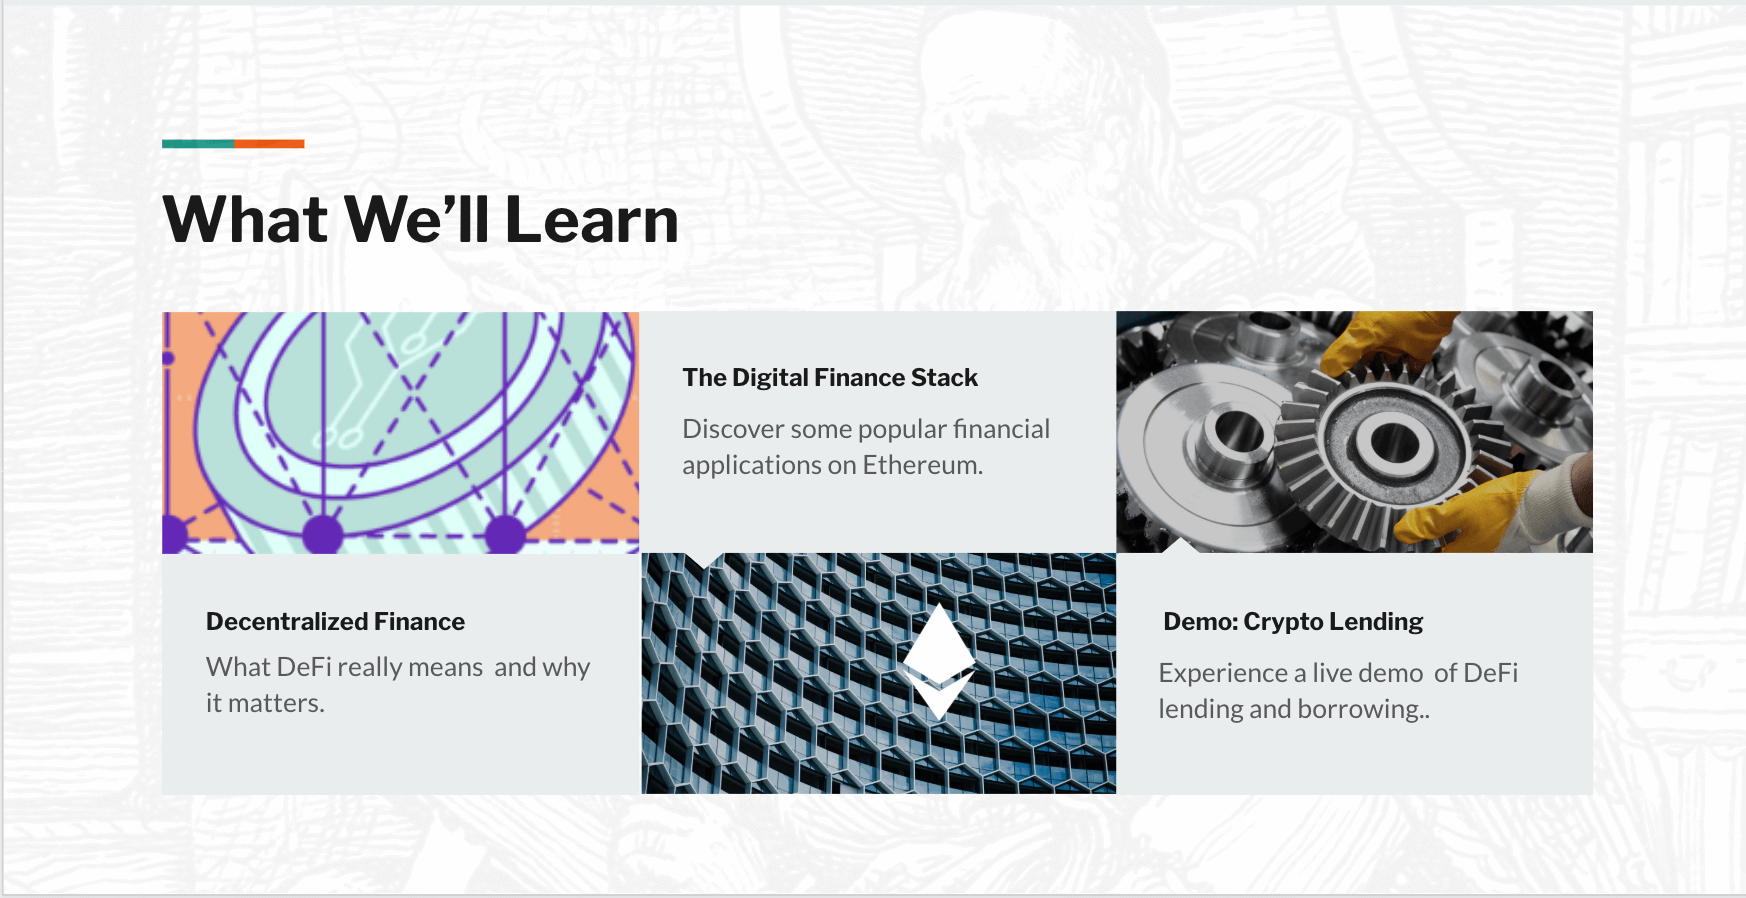 What We’ll Learn
The Digital Finance Stack
Discover some popular financial
applications on Ethereum.
Decentralized Finance
What DeFi really means  and why
it matters.
Demo: Crypto Lending
Experience a live demo  of DeFi
lending and borrowing..